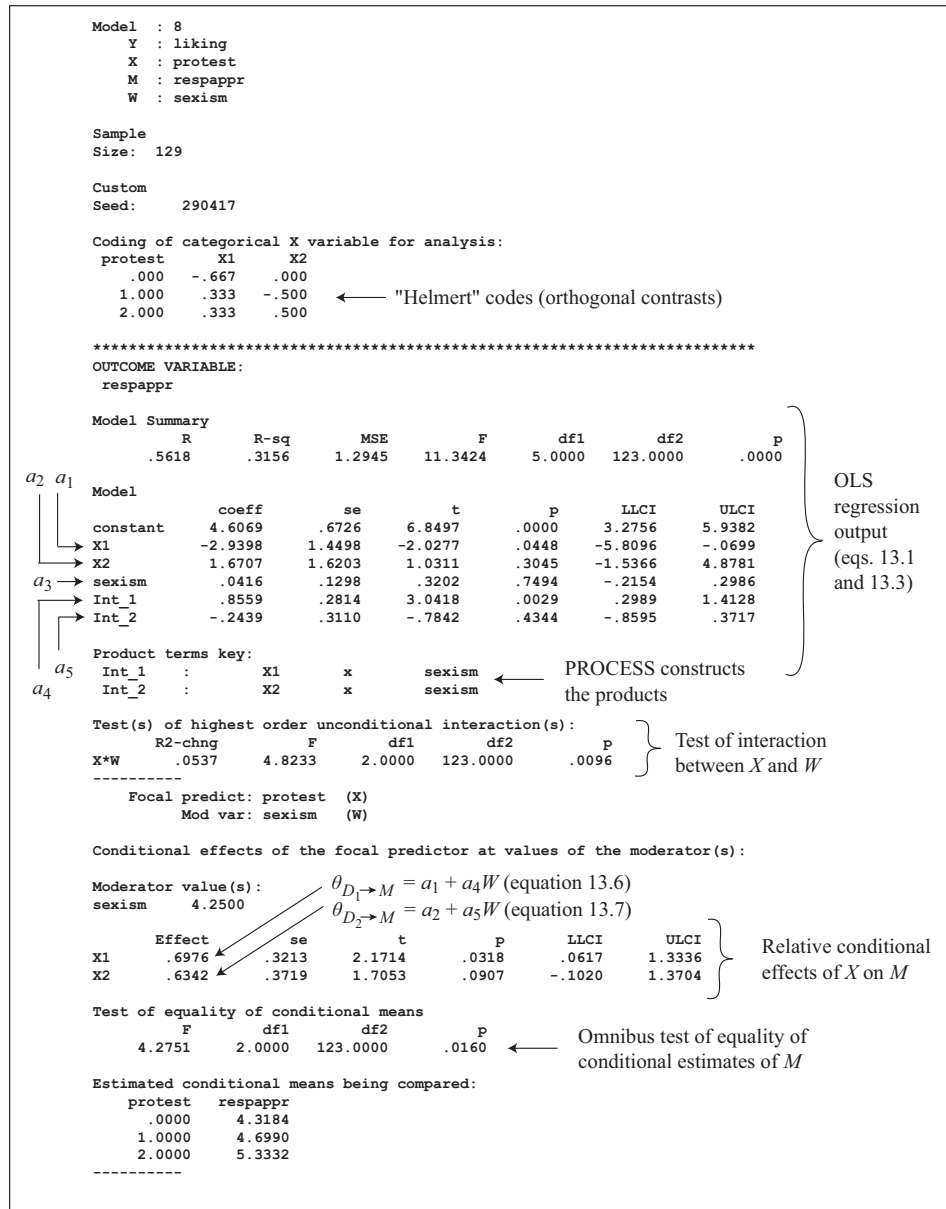 Model : 8
Y : liking
X : protest
M : respappr
W : sexism
Sample
Size: 129
Custom
Seed: 290417
Coding of categorical X variable for analysis:
protest X1 X2
.000 -.667 .000
1.000 .333 -.500 "Helmert" codes (orthogonal contrasts)
2.000 .333 .500
**************************************************************************
OUTCOME VARIABLE:
respappr
Model Summary
R R-sq MSE F df1 df2 p
.5618 .3156 1.2945 11.3424 5.0000 123.0000 .0000
a2 a1
Model
coeff se t p LLCI ULCI
constant 4.6069 .6726 6.8497 .0000 3.2756 5.9382
X1 -2.9398 1.4498 -2.0277 .0448 -5.8096 -.0699
X2 1.6707 1.6203 1.0311 .3045 -1.5366 4.8781
a3 sexism .0416 .1298 .3202 .7494 -.2154 .2986
Int_1 .8559 .2814 3.0418 .0029 .2989 1.4128
Int_2 -.2439 .3110 -.7842 .4344 -.8595 .3717
OLS
regression
output
(eqs. 13.1
and 13.3)
Product terms key:
a5
Int_1 : X1 x sexism
a4
Int_2 : X2 x sexism
PROCESS constructs
the products
Test(s) of highest order unconditional interaction(s):
R2-chng F df1 df2 p
X*W .0537 4.8233 2.0000 123.0000 .0096
----------
Test of interaction
between X and W
Focal predict: protest (X)
Mod var: sexism (W)
Conditional effects of the focal predictor at values of the moderator(s):
Moderator value(s):
sexism 4.2500
θD1→M = a1 + a4W (equation 13.6)
θD2→M = a2 + a5W (equation 13.7)
Effect se t p LLCI ULCI
X1 .6976 .3213 2.1714 .0318 .0617 1.3336
X2 .6342 .3719 1.7053 .0907 -.1020 1.3704
Relative conditional
effects of X on M
Test of equality of conditional means
F df1 df2 p
4.2751 2.0000 123.0000 .0160
Omnibus test of equality of
conditional estimates of M
Estimated conditional means being compared:
protest respappr
.0000 4.3184
1.0000 4.6990
2.0000 5.3332
----------